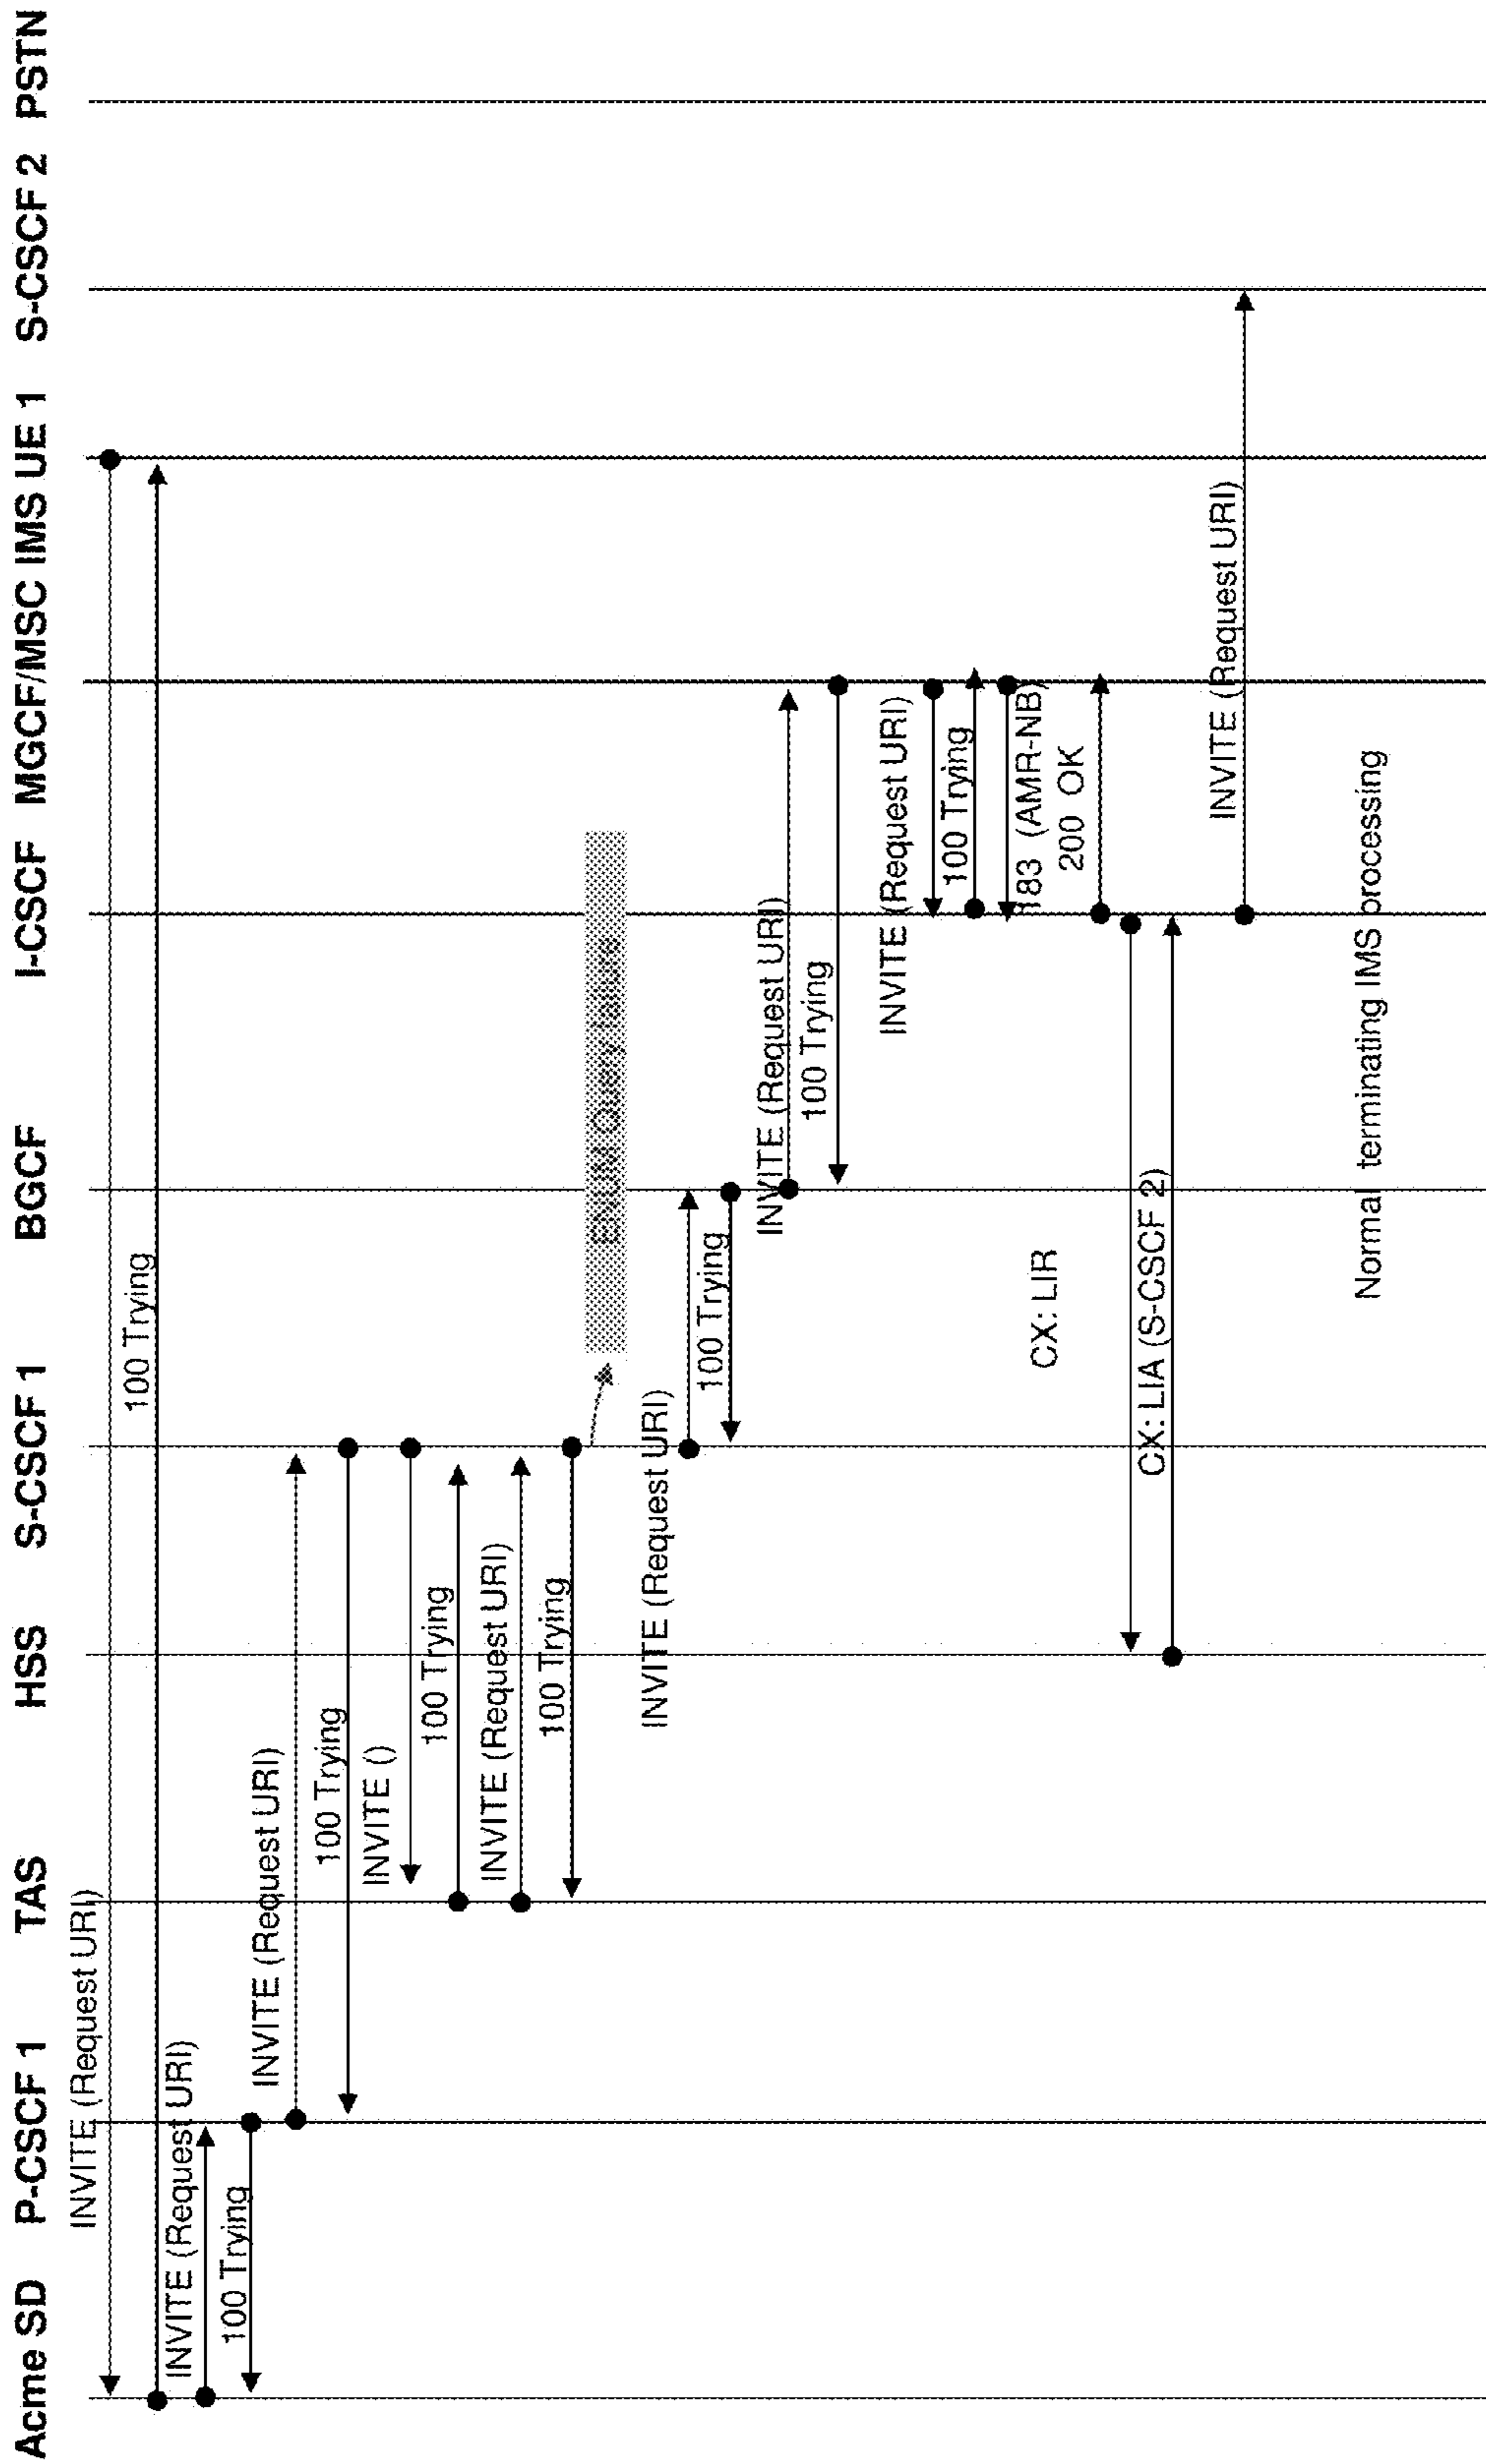 Acme SD P-CSCF 1 TAS HSS S-CSCF 1 BGCF I-CSCF MGCF/MSC IMS UE 1 S-CSCF 2 PSTN
INVITE (Request URI)
100 Trying
INVITE (Request URI)
100 Trying
INVITE (Request URI)
100 Trying
INVITE ()
100 Trying
INVITE (Request URI)
100 Trying
INVITE (Request URI)
100 Trying
INVITE (Request URI)
100 Trying
INVITE (Request URI)
100 Trying
183 (AMR-NB)
200 OK
CX: LIR
CX: LIA (S-CSCF 2)
INVITE (Request URI)
Normal terminating IMS processing